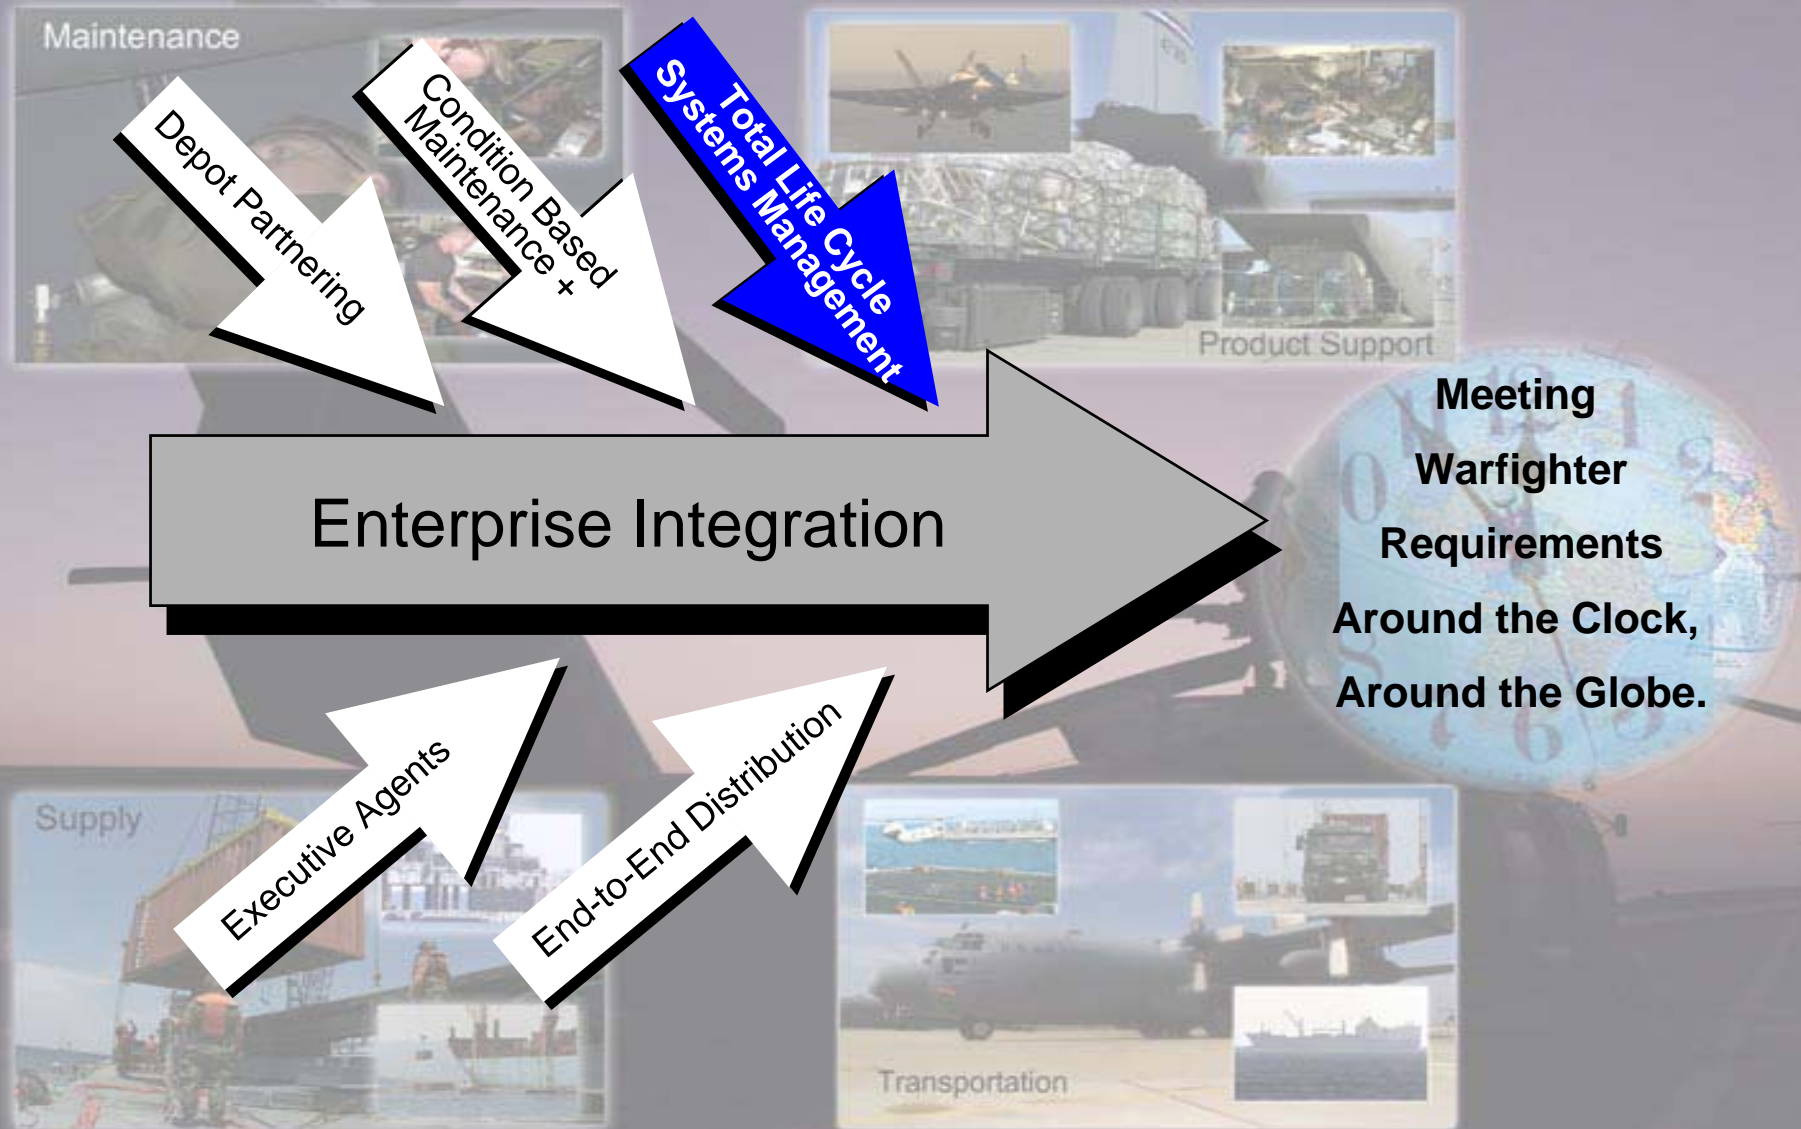 Maintenance
Depot Partnering
Condition Based
Maintenance +
Total Life Cycle
Systems Management
Product Support
Enterprise Integration
Meeting
Warfighter
Requirements
Around the Clock,
Around the Globe.
Executive Agents
End-to-End Distribution
Supply
Transportation